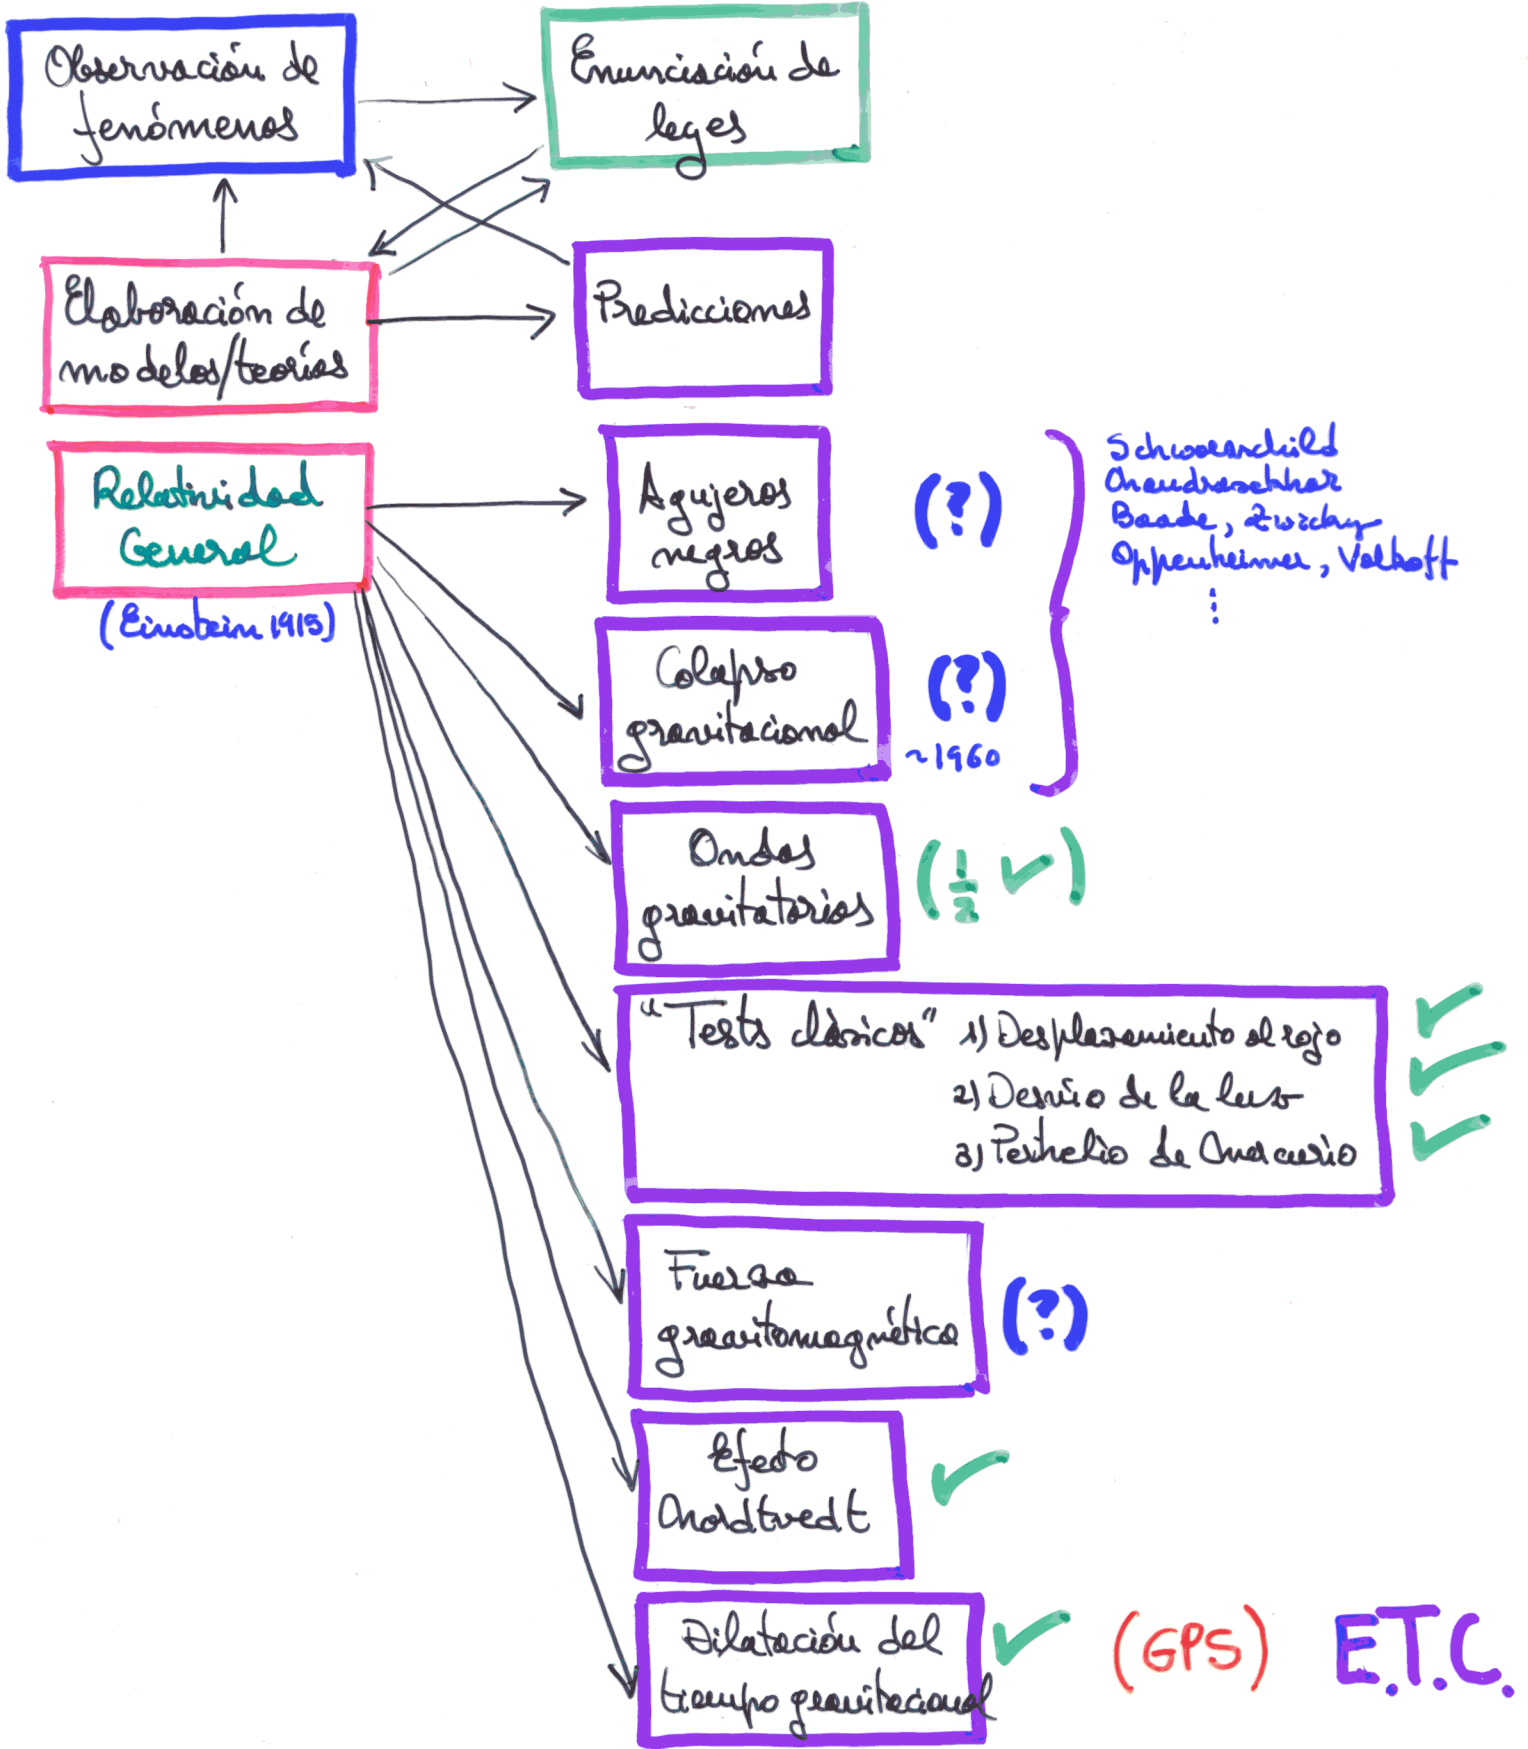 Observación de
fenómenos
Enunciación de
leyes
Elaboración de
modelos/teorías
Predicciones
Relatividad
General
(Einstein 1915)
Agujeros
negros
(?)
Schwarzschild
Chandrasekhar
Baade, Zwicky
Oppenheimer, Volkoff
⋮
Colapso
gravitacional
(?)
~1960
Ondas
gravitatorias
(1/2 ✓)
"Tests clásicos" 1) Desplazamiento al rojo ✓
2) Desvío de la luz ✓
3) Perihelio de Mercurio ✓
Fuerza
gravitomagnética
(?)
Efecto
Nordtvedt
✓
Dilatación del
tiempo gravitacional
✓ (GPS) E.T.C.